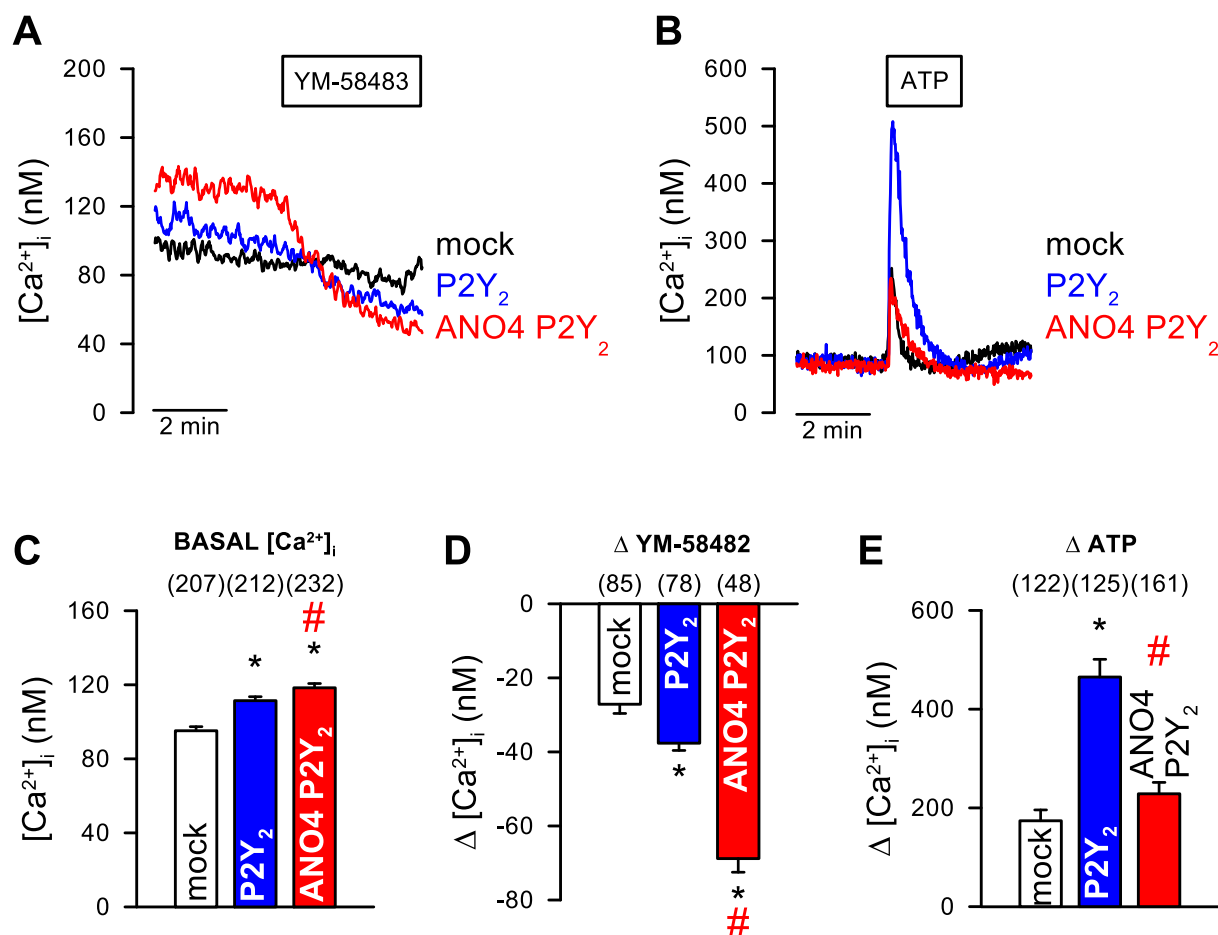 A
[Ca²⁺]ᵢ (nM)
200
160
120
80
40
0
YM-58483
mock
P2Y₂
ANO4 P2Y₂
2 min
B
[Ca²⁺]ᵢ (nM)
600
500
400
300
200
100
0
ATP
mock
P2Y₂
ANO4 P2Y₂
2 min
C
BASAL [Ca²⁺]ᵢ
(207)(212)(232)
[Ca²⁺]ᵢ (nM)
160
120
80
40
0
#
*
*
mock
P2Y₂
ANO4 P2Y₂
D
Δ YM-58482
(85) (78) (48)
Δ [Ca²⁺]ᵢ (nM)
0
-20
-40
-60
-80
mock
P2Y₂
ANO4 P2Y₂
*
*
#
E
Δ ATP
(122)(125)(161)
Δ [Ca²⁺]ᵢ (nM)
600
400
200
0
*
#
mock
P2Y₂
ANO4
P2Y₂